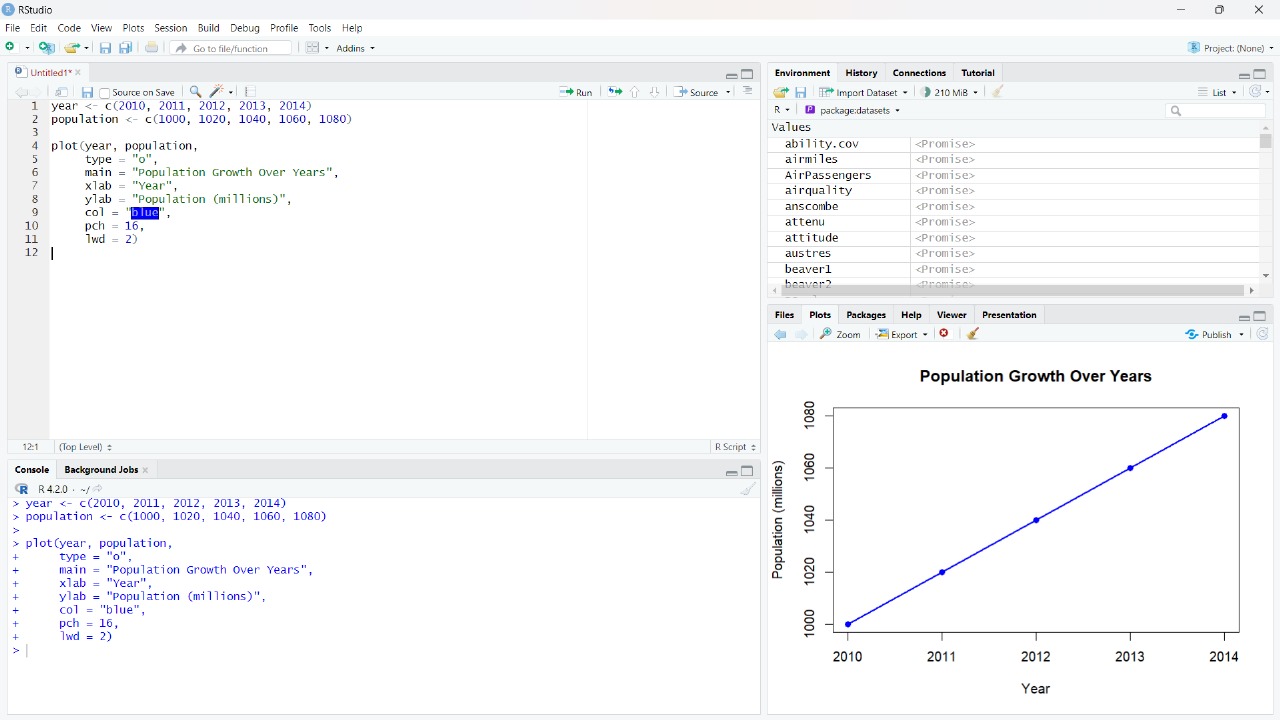 RStudio
File Edit Code View Plots Session Build Debug Profile Tools Help
Go to file/function Addins Project: (None)
Untitled1*
Source on Save Run Source
1 year <- c(2010, 2011, 2012, 2013, 2014)
2 population <- c(1000, 1020, 1040, 1060, 1080)
3
4 plot(year, population,
5 type = "o",
6 main = "Population Growth Over Years",
7 xlab = "Year",
8 ylab = "Population (millions)",
9 col = "blue",
10 pch = 16,
11 lwd = 2)
12
12:1 (Top Level) R Script
Console Background Jobs
R 4.2.0 · ~/
> year <- c(2010, 2011, 2012, 2013, 2014)
> population <- c(1000, 1020, 1040, 1060, 1080)
>
> plot(year, population,
+ type = "o",
+ main = "Population Growth Over Years",
+ xlab = "Year",
+ ylab = "Population (millions)",
+ col = "blue",
+ pch = 16,
+ lwd = 2)
>
Environment History Connections Tutorial
Import Dataset 210 MiB List
R package:datasets
Values
ability.cov <Promise>
airmiles <Promise>
AirPassengers <Promise>
airquality <Promise>
anscombe <Promise>
attenu <Promise>
attitude <Promise>
austres <Promise>
beaver1 <Promise>
beaver2 <Promise>
Files Plots Packages Help Viewer Presentation
Zoom Export Publish
Population Growth Over Years
Population (millions)
1080
1060
1040
1020
1000
2010 2011 2012 2013 2014
Year